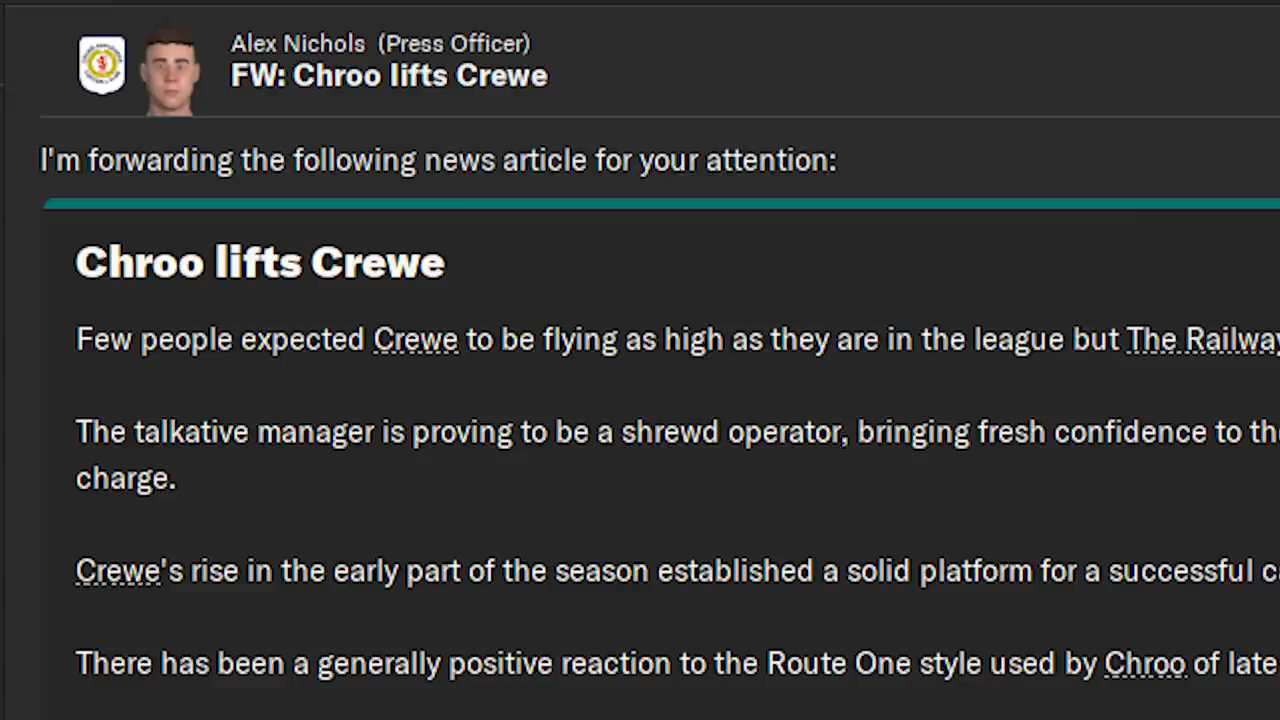 Alex Nichols (Press Officer)
FW: Chroo lifts Crewe
I'm forwarding the following news article for your attention:
Chroo lifts Crewe
Few people expected Crewe to be flying as high as they are in the league but The Railway
The talkative manager is proving to be a shrewd operator, bringing fresh confidence to
charge.
Crewe's rise in the early part of the season established a solid platform for a successful
There has been a generally positive reaction to the Route One style used by Chroo of late